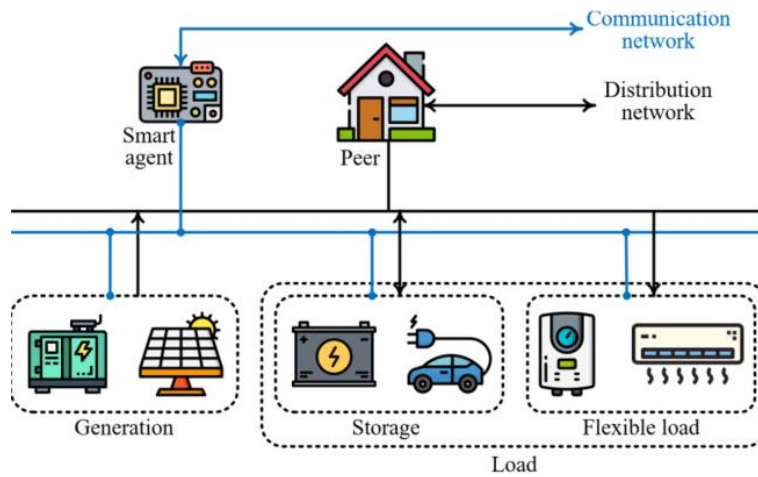 Communication
network
Smart
agent
Peer
Distribution
network
Generation
Storage
Flexible load
Load